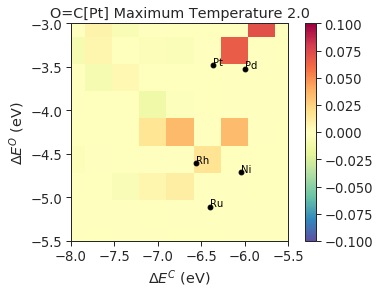 O=C[Pt] Maximum Temperature 2.0
−3.0
−3.5
−4.0
−4.5
−5.0
−5.5
ΔE^O (eV)
Pt
Pd
Rh
Ni
Ru
−8.0 −7.5 −7.0 −6.5 −6.0 −5.5
ΔE^C (eV)
0.100
0.075
0.050
0.025
0.000
−0.025
−0.050
−0.075
−0.100